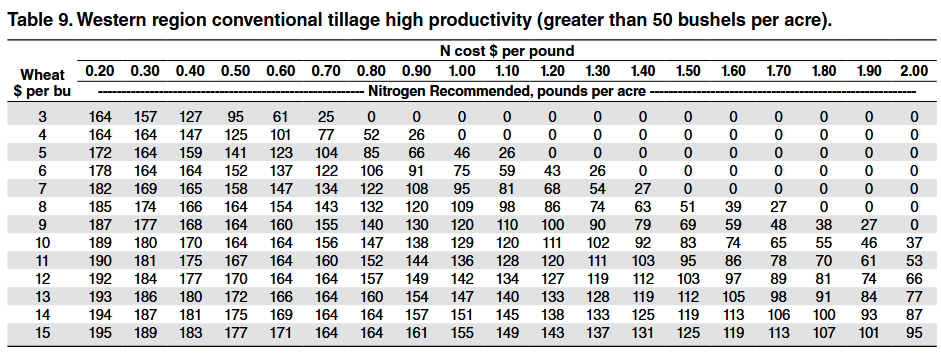 Table 9. Western region conventional tillage high productivity (greater than 50 bushels per acre).
N cost $ per pound
Wheat 0.20 0.30 0.40 0.50 0.60 0.70 0.80 0.90 1.00 1.10 1.20 1.30 1.40 1.50 1.60 1.70 1.80 1.90 2.00
$ per bu ---------- Nitrogen Recommended, pounds per acre ----------
3 164 157 127 95 61 25 0 0 0 0 0 0 0 0 0 0 0 0 0
4 164 164 147 125 101 77 52 26 0 0 0 0 0 0 0 0 0 0 0
5 172 164 159 141 123 104 85 66 46 26 0 0 0 0 0 0 0 0 0
6 178 164 164 152 137 122 106 91 75 59 43 26 0 0 0 0 0 0 0
7 182 169 165 158 147 134 122 108 95 81 68 54 27 0 0 0 0 0 0
8 185 174 166 164 154 143 132 120 109 98 86 74 63 51 39 27 0 0 0
9 187 177 168 164 160 155 140 130 120 110 100 90 79 69 59 48 38 27 0
10 189 180 170 164 164 156 147 138 129 120 111 102 92 83 74 65 55 46 37
11 190 181 175 167 164 160 152 144 136 128 120 111 103 95 86 78 70 61 53
12 192 184 177 170 164 164 157 149 142 134 127 119 112 103 97 89 81 74 66
13 193 186 180 172 166 164 160 154 147 140 133 128 119 112 105 98 91 84 77
14 194 187 181 175 169 164 164 157 151 145 138 133 125 119 113 106 100 93 87
15 195 189 183 177 171 164 164 161 155 149 143 137 131 125 119 113 107 101 95